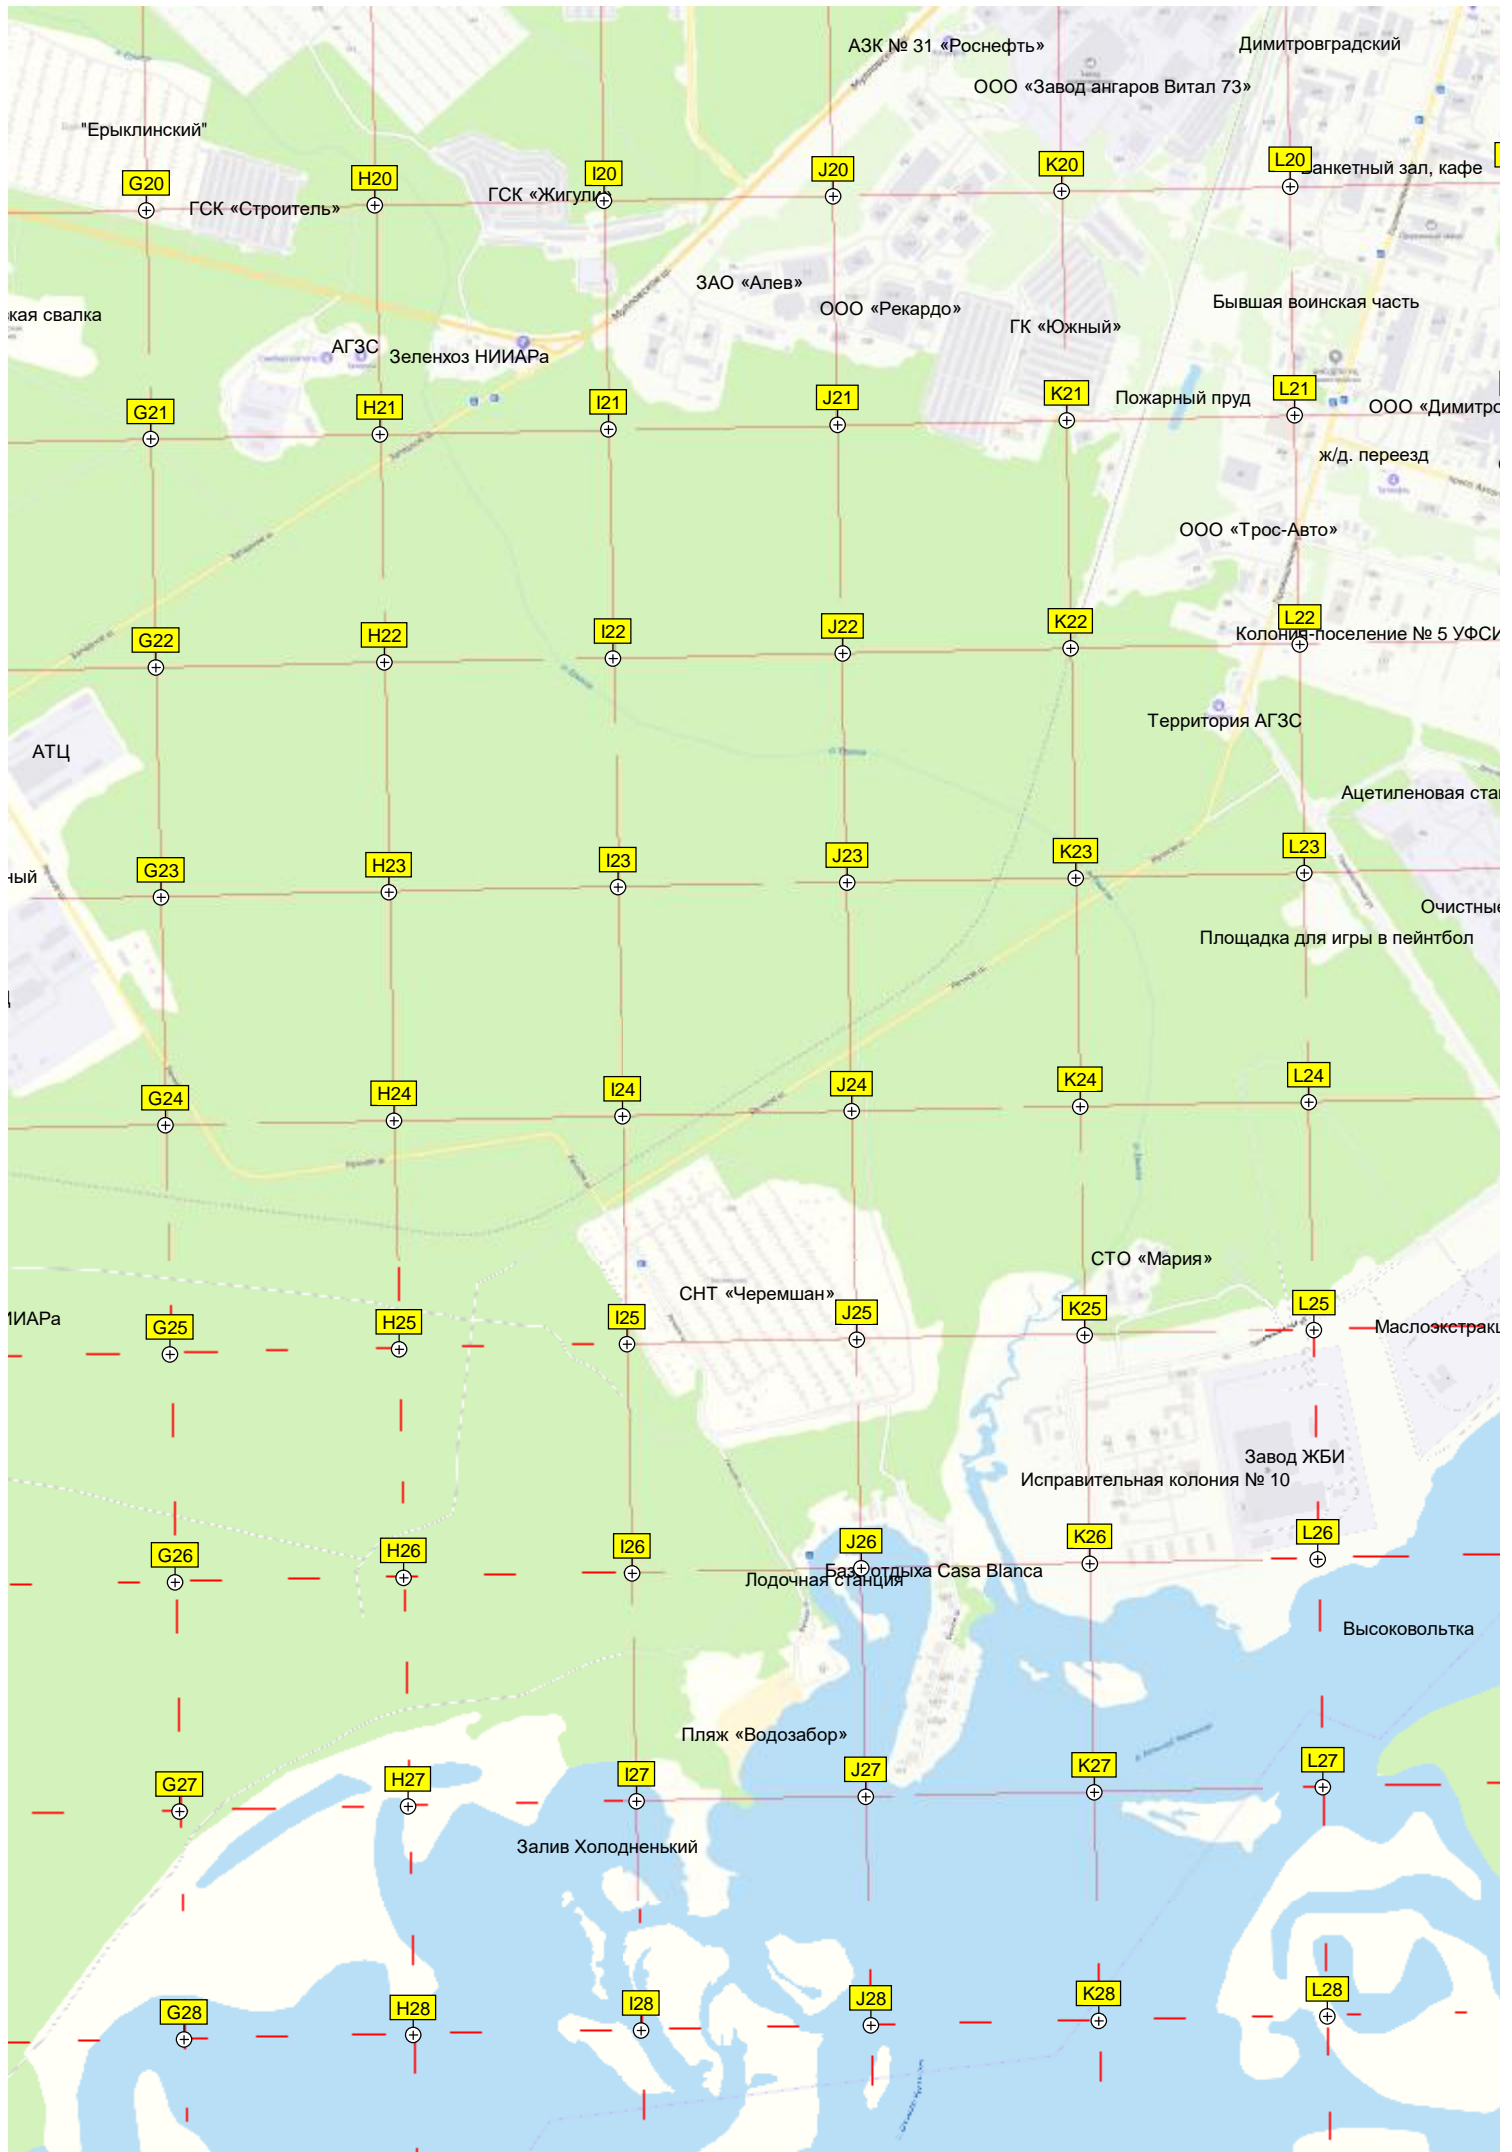 АЗК № 31 «Роснефть»
Димитровградский
ООО «Завод ангаров Витал 73»
"Ерыклинский"
G20
H20
I20
J20
K20
L20
Банкетный зал, кафе
ГСК «Строитель»
ГСК «Жигули»
ЗАО «Алев»
ООО «Рекардо»
ГК «Южный»
Бывшая воинская часть
кая свалка
АГЗС
Зеленхоз НИИАРа
Мулловское ш.
G21
H21
I21
J21
K21
L21
Пожарный пруд
ООО «Димитро
ж/д. переезд
Западное ш.
ООО «Трос-Авто»
G22
H22
I22
J22
K22
L22
Колония-поселение № 5 УФСИ
Территория АГЗС
АТЦ
Ацетиленовая ста
G23
H23
I23
J23
K23
L23
ный
Очистные
Площадка для игры в пейнтбол
Речное ш.
G24
H24
I24
J24
K24
L24
СТО «Мария»
СНТ «Черемшан»
ИИАРа
G25
H25
I25
J25
K25
L25
Маслоэкстракц
Завод ЖБИ
Исправительная колония № 10
G26
H26
I26
J26
K26
L26
База отдыха Casa Blanca
Лодочная станция
Высоковольтка
Пляж «Водозабор»
G27
H27
I27
J27
K27
L27
Залив Холодненький
G28
H28
I28
J28
K28
L28